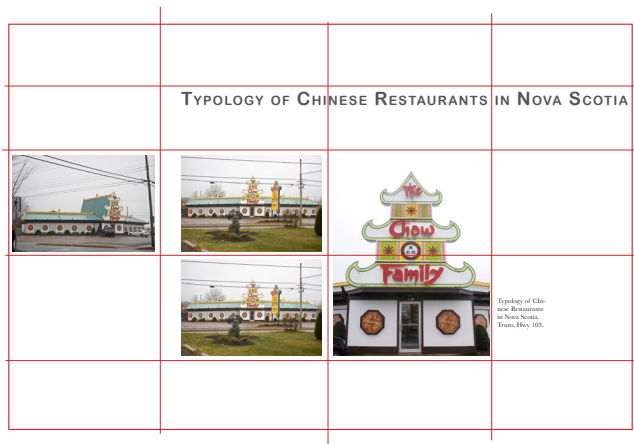 TYPOLOGY OF CHINESE RESTAURANTS IN NOVA SCOTIA
The
Chow
Family
Typology of Chi-
nese Restaurants
in Nova Scotia.
Truro, Hwy 103.